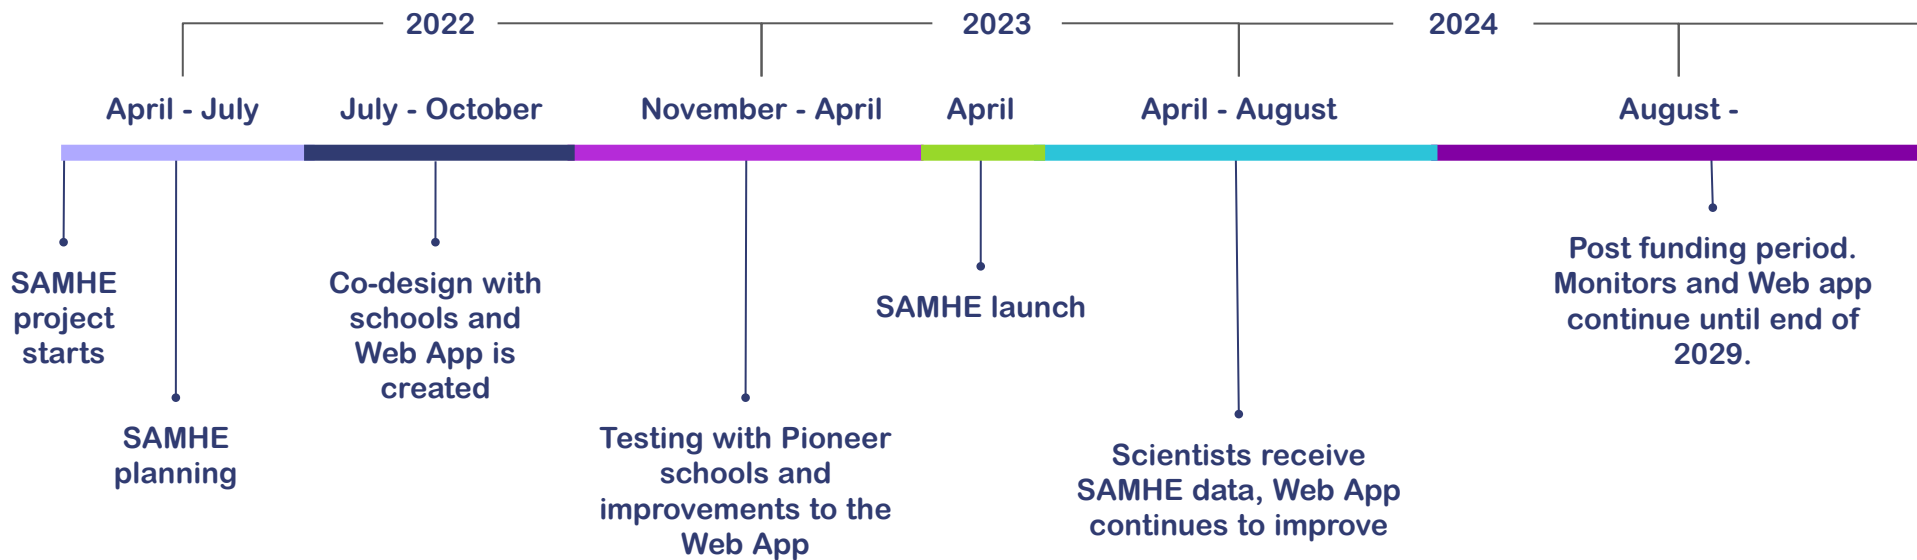 2022
2023
2024
April - July
July - October
November - April
April
April - August
August -
SAMHE
project
starts
SAMHE
planning
Co-design with
schools and
Web App is
created
Testing with Pioneer
schools and
improvements to the
Web App
SAMHE launch
Scientists receive
SAMHE data, Web App
continues to improve
Post funding period.
Monitors and Web app
continue until end of
2029.